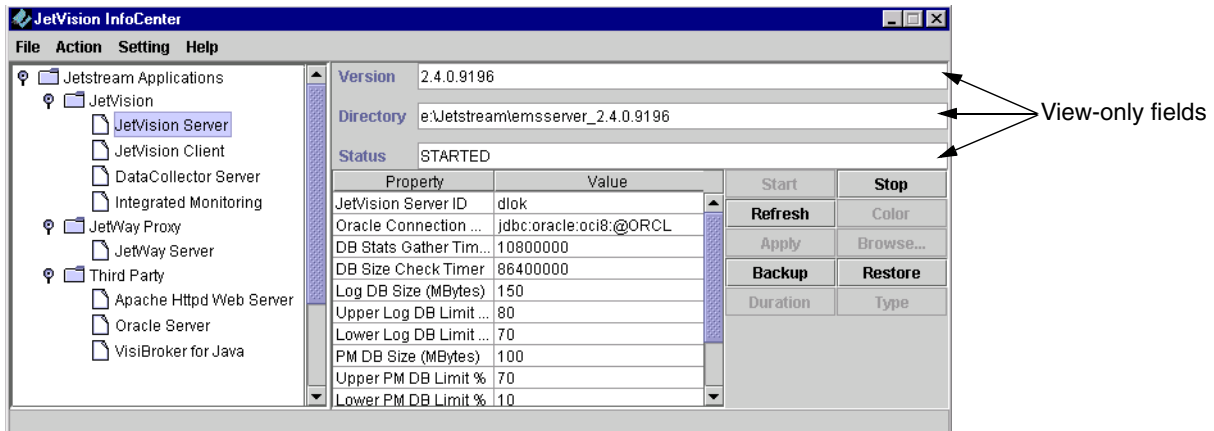 JetVision InfoCenter
File Action Setting Help
Jetstream Applications
JetVision
JetVision Server
JetVision Client
DataCollector Server
Integrated Monitoring
JetWay Proxy
JetWay Server
Third Party
Apache Httpd Web Server
Oracle Server
VisiBroker for Java
Version 2.4.0.9196
Directory e:\Jetstream\emsserver_2.4.0.9196
Status STARTED
View-only fields
Property Value
JetVision Server ID dlok
Oracle Connection ... jdbc:oracle:oci8:@ORCL
DB Stats Gather Tim... 10800000
DB Size Check Timer 86400000
Log DB Size (MBytes) 150
Upper Log DB Limit ... 80
Lower Log DB Limit ... 70
PM DB Size (MBytes) 100
Upper PM DB Limit % 70
Lower PM DB Limit % 10
Start Stop
Refresh Color
Apply Browse...
Backup Restore
Duration Type